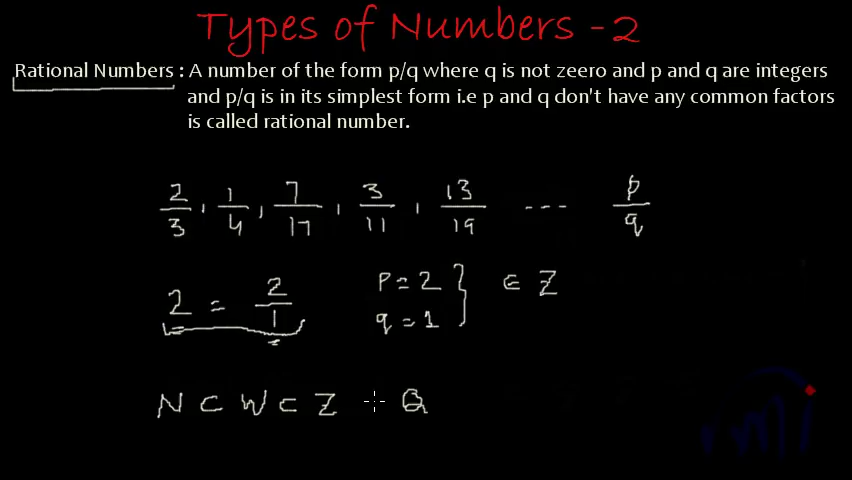 Types of Numbers -2
Rational Numbers : A number of the form p/q where q is not zeero and p and q are integers
and p/q is in its simplest form i.e p and q don't have any common factors
is called rational number.
2/3 , 1/4 , 7/17 , 3/11 , 13/19 --- p/q
2 = 2/1 P = 2 } ∈ Z
q = 1
N ⊂ W ⊂ Z Q
rmi